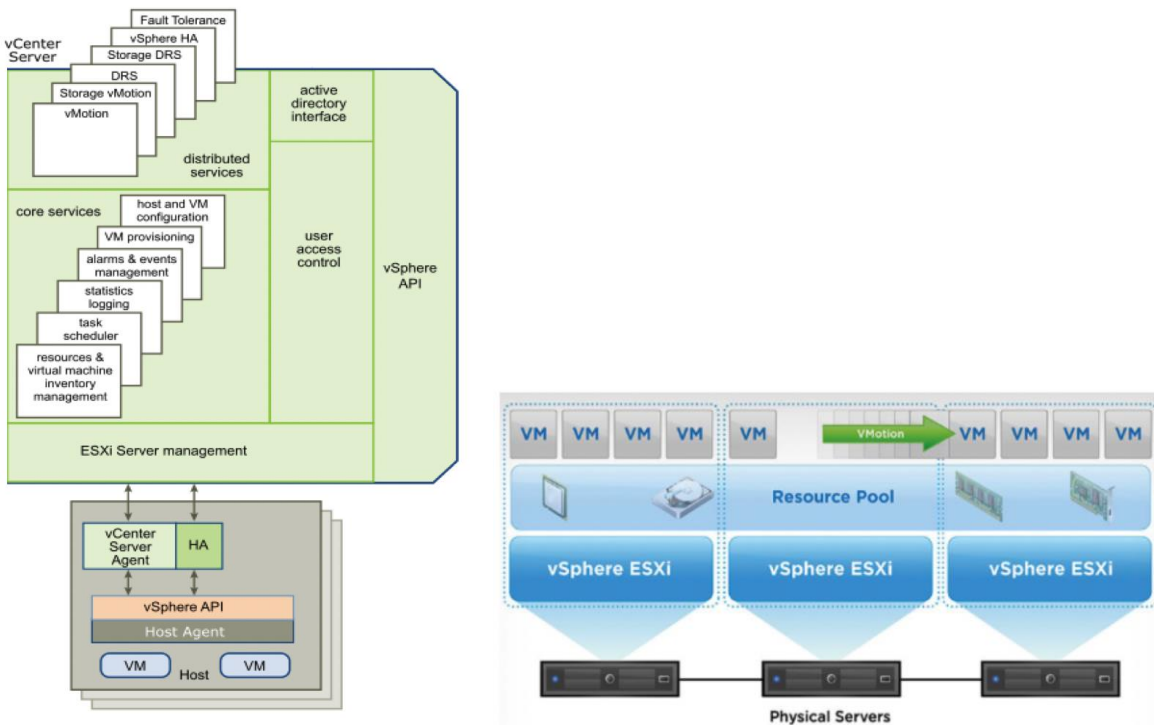 vCenter
Server
Fault Tolerance
vSphere HA
Storage DRS
DRS
Storage vMotion
vMotion
distributed
services
active
directory
interface
core services
host and VM
configuration
VM provisioning
alarms & events
management
statistics
logging
task
scheduler
resources &
virtual machine
inventory
management
user
access
control
vSphere
API
ESXi Server management
vCenter
Server
Agent
HA
vSphere API
Host Agent
VM
Host
VM
VM VM VM VM
VM
VMotion
VM VM VM VM
Resource Pool
vSphere ESXi
vSphere ESXi
vSphere ESXi
Physical Servers